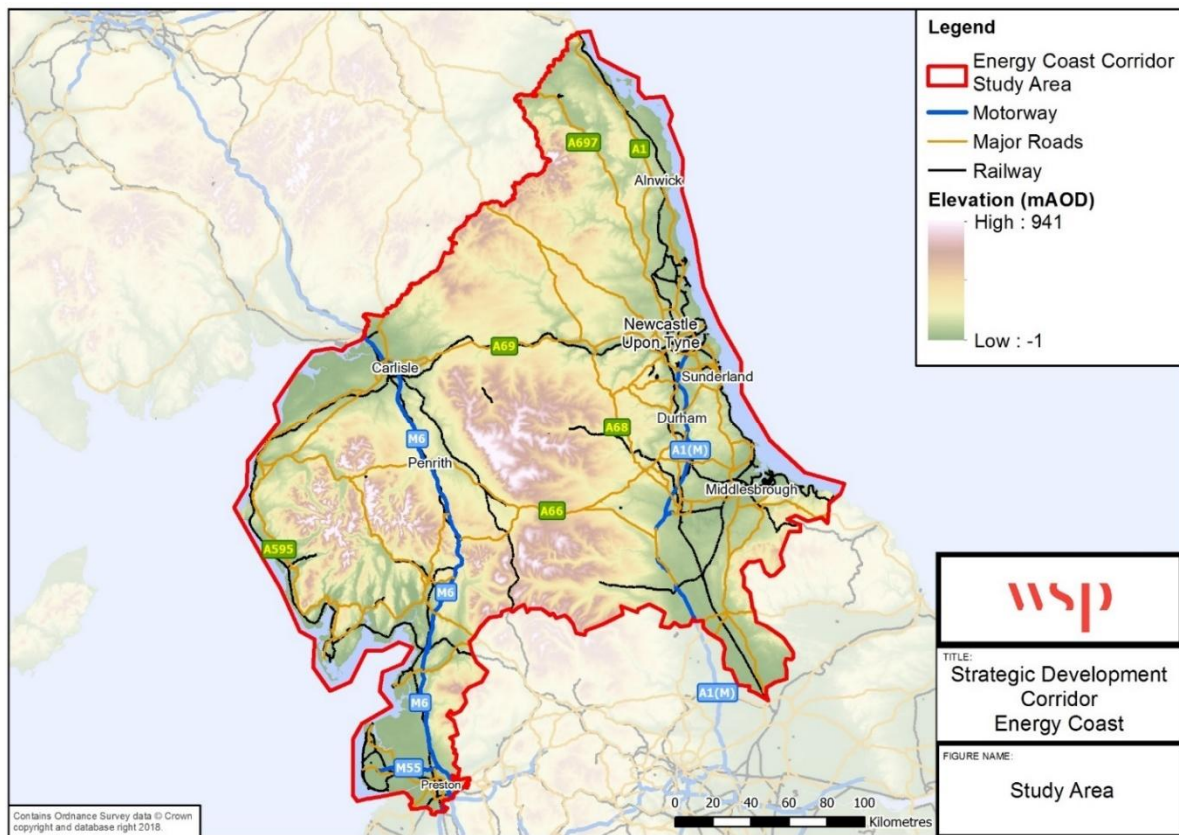 Legend
Energy Coast Corridor
Study Area
Motorway
Major Roads
Railway
Elevation (mAOD)
High : 941
Low : -1
A697
A1
Alnwick
Newcastle
Upon Tyne
A69
Carlisle
Sunderland
Durham
A68
M6
A1(M)
Penrith
Middlesbrough
A66
A595
M6
M6
A1(M)
M55
Preston
0 20 40 60 80 100
Kilometres
wsp
TITLE:
Strategic Development
Corridor
Energy Coast
FIGURE NAME:
Study Area
Contains Ordnance Survey data © Crown
copyright and database right 2018.